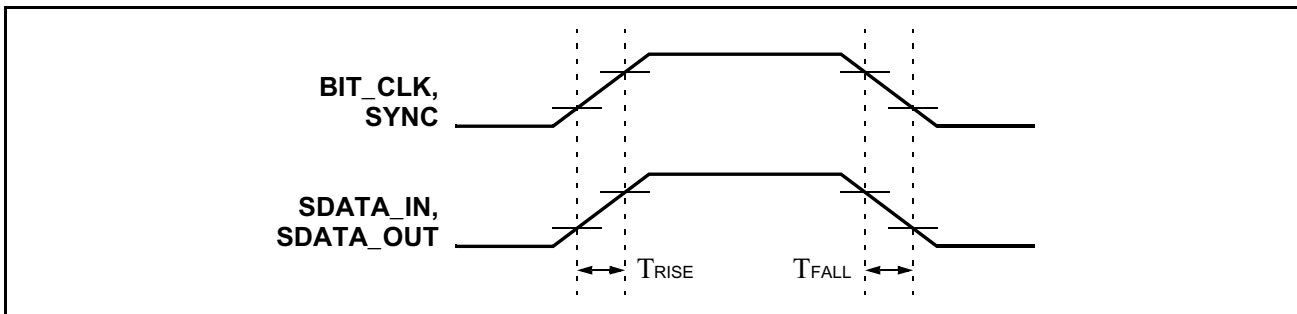 BIT_CLK,
SYNC
SDATA_IN,
SDATA_OUT
TRISE
TFALL